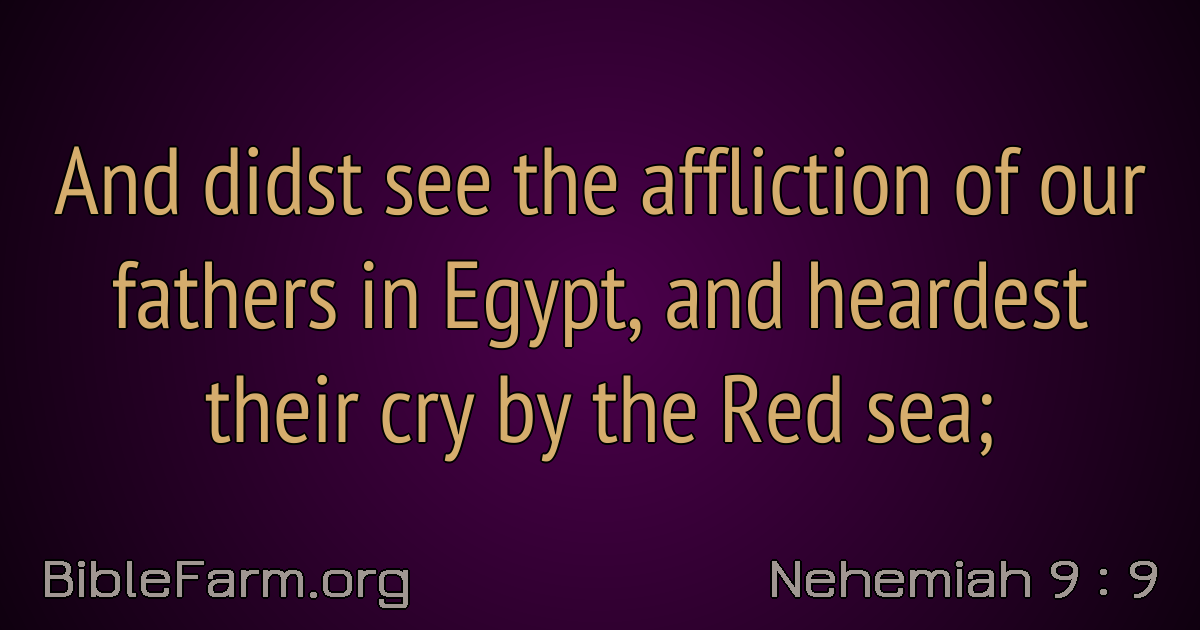 And didst see the affliction of our
fathers in Egypt, and heardest
their cry by the Red sea;
BibleFarm.org
Nehemiah 9 : 9